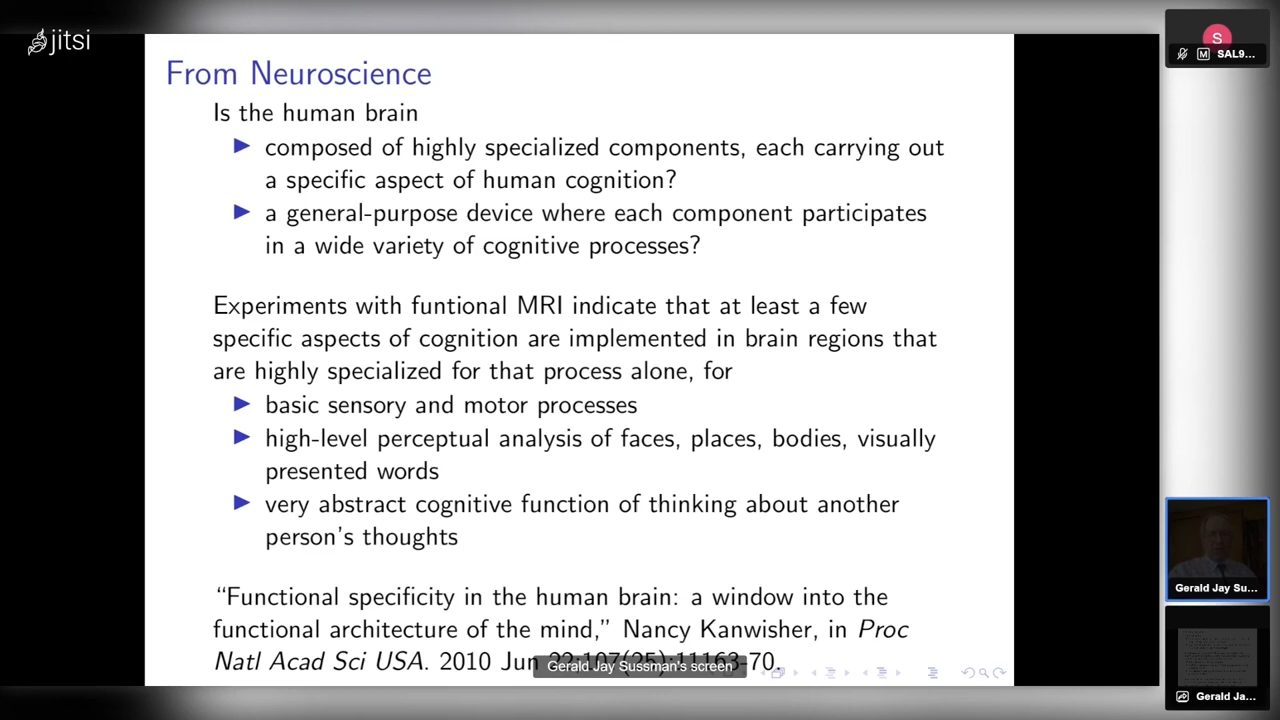 jitsi
From Neuroscience
Is the human brain
composed of highly specialized components, each carrying out
a specific aspect of human cognition?
a general-purpose device where each component participates
in a wide variety of cognitive processes?
Experiments with funtional MRI indicate that at least a few
specific aspects of cognition are implemented in brain regions that
are highly specialized for that process alone, for
basic sensory and motor processes
high-level perceptual analysis of faces, places, bodies, visually
presented words
very abstract cognitive function of thinking about another
person's thoughts
“Functional specificity in the human brain: a window into the
functional architecture of the mind,” Nancy Kanwisher, in Proc
Natl Acad Sci USA. 2010 Jun 22;107(25):11163-70.
Gerald Jay Sussman's screen
S
M SAL9...
Gerald Jay Su...
Gerald Ja...